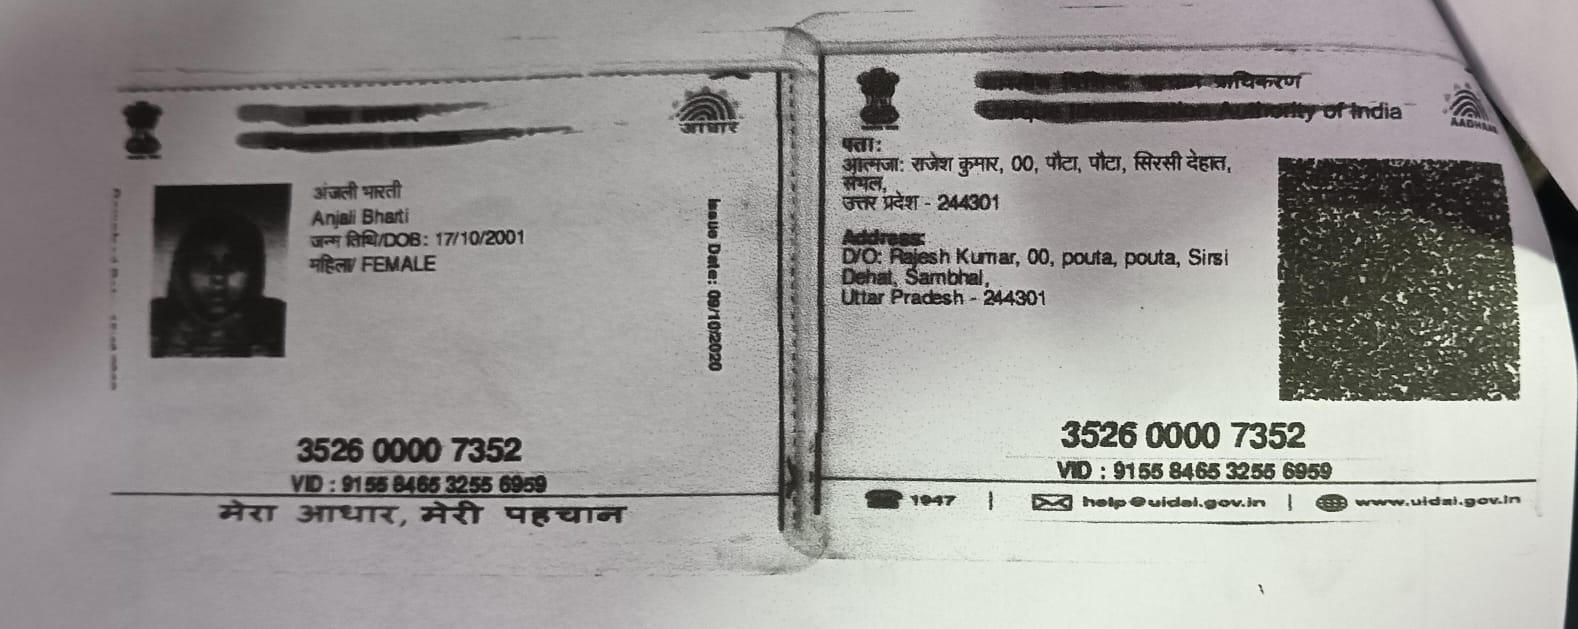 आधार
अंजली भारती
Anjali Bharti
जन्म तिथि/DOB: 17/10/2001
महिला/ FEMALE
Issue Date: 09/10/2020
3526 0000 7352
VID : 9155 8465 3255 6959
मेरा आधार, मेरी पहचान
प्राधिकरण
Authority of India
AADHAAR
पता:
आत्मजा: राजेश कुमार, 00, पौटा, पौटा, सिरसी देहात,
संभल,
उत्तर प्रदेश - 244301
Address:
D/O: Rajesh Kumar, 00, pouta, pouta, Sirsi
Dehat, Sambhal,
Uttar Pradesh - 244301
3526 0000 7352
VID : 9155 8465 3255 6959
1947 | help@uidai.gov.in | www.uidai.gov.in